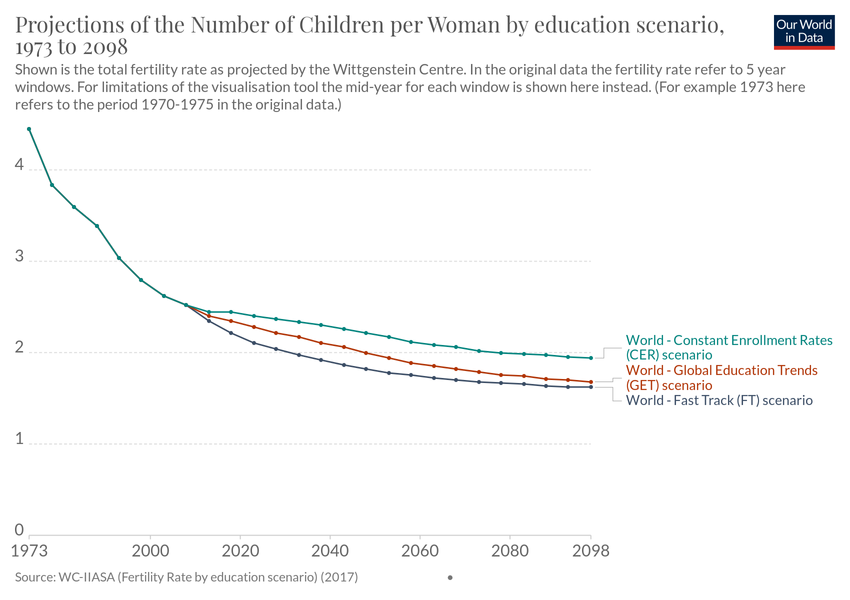 Projections of the Number of Children per Woman by education scenario,
1973 to 2098
Our World
in Data
Shown is the total fertility rate as projected by the Wittgenstein Centre. In the original data the fertility rate refer to 5 year
windows. For limitations of the visualisation tool the mid-year for each window is shown here instead. (For example 1973 here
refers to the period 1970-1975 in the original data.)
4
3
2
1
0
World - Constant Enrollment Rates
(CER) scenario
World - Global Education Trends
(GET) scenario
World - Fast Track (FT) scenario
1973 2000 2020 2040 2060 2080 2098
Source: WC-IIASA (Fertility Rate by education scenario) (2017) •